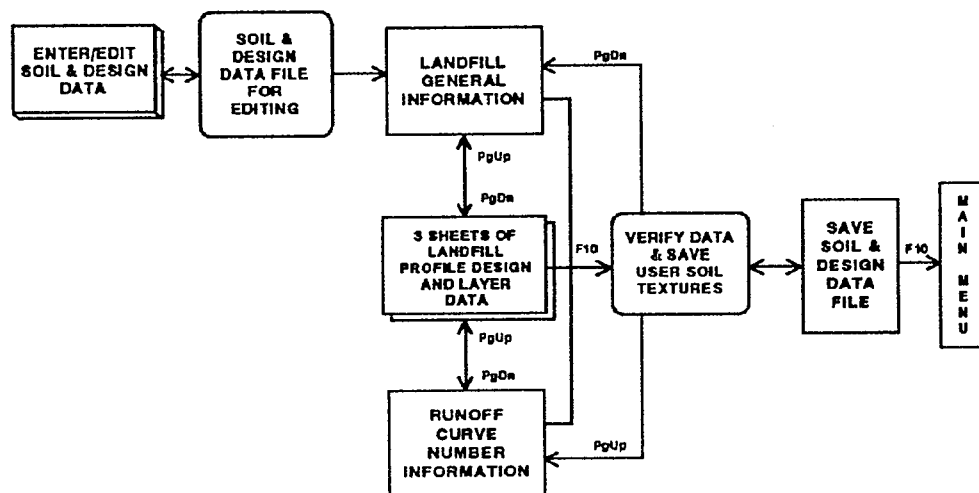 ENTER/EDIT
SOIL & DESIGN
DATA
SOIL &
DESIGN
DATA FILE
FOR
EDITING
LANDFILL
GENERAL
INFORMATION
PgDn
PgUp
PgDn
3 SHEETS OF
LANDFILL
PROFILE DESIGN
AND LAYER
DATA
F10
VERIFY DATA
& SAVE
USER SOIL
TEXTURES
SAVE
SOIL &
DESIGN
DATA
FILE
F10
MAIN MENU
PgUp
PgDn
RUNOFF
CURVE
NUMBER
INFORMATION
PgUp